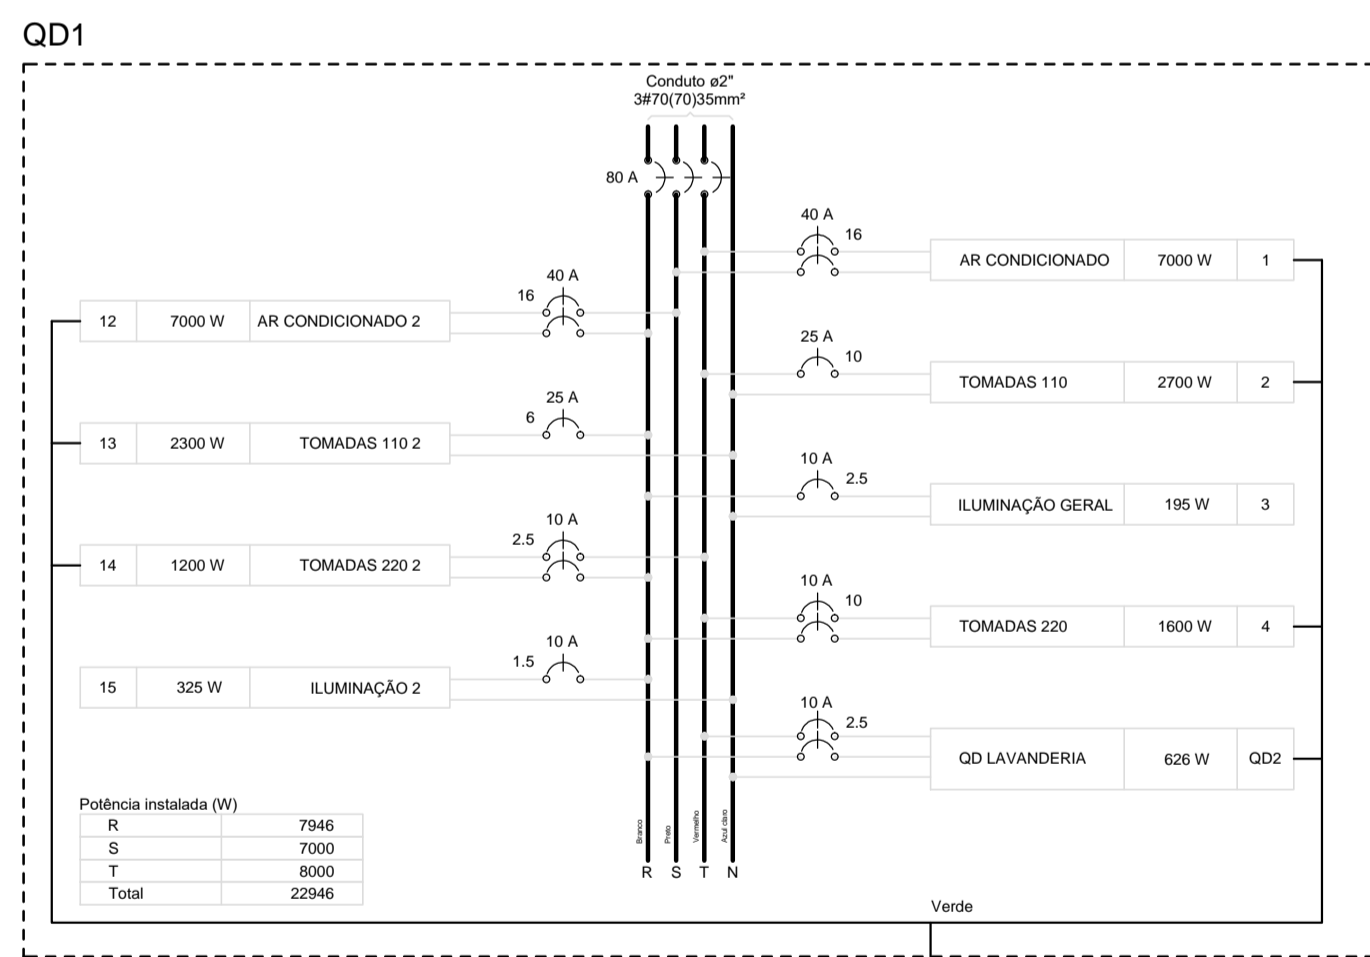 QD1
Conduto ø2"
3#70(70)35mm²
80 A
40 A
16
AR CONDICIONADO 7000 W 1
40 A
16
12 7000 W AR CONDICIONADO 2
25 A
10
TOMADAS 110 2700 W 2
25 A
6
13 2300 W TOMADAS 110 2
10 A
2.5
ILUMINAÇÃO GERAL 195 W 3
10 A
2.5
14 1200 W TOMADAS 220 2
10 A
10
TOMADAS 220 1600 W 4
10 A
1.5
15 325 W ILUMINAÇÃO 2
10 A
2.5
QD LAVANDERIA 626 W QD2
Potência instalada (W)
R 7946
S 7000
T 8000
Total 22946
Branco
Preto
Vermelho
Azul claro
R S T N
Verde